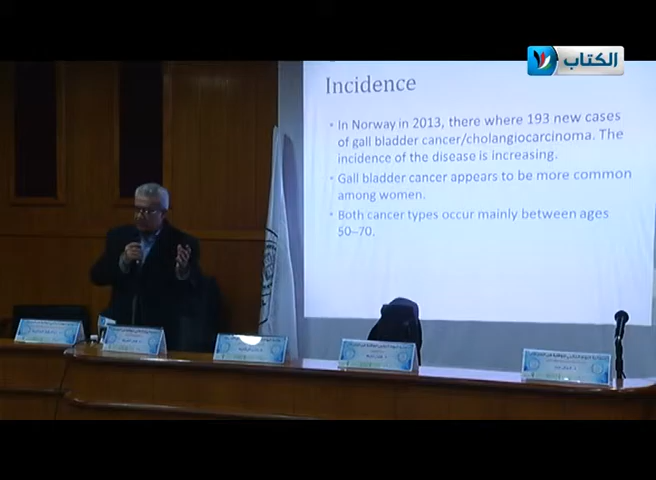 الكتاب
Incidence
• In Norway in 2013, there where 193 new cases
of gall bladder cancer/cholangiocarcinoma. The
incidence of the disease is increasing.
• Gall bladder cancer appears to be more common
among women.
• Both cancer types occur mainly between ages
50–70.